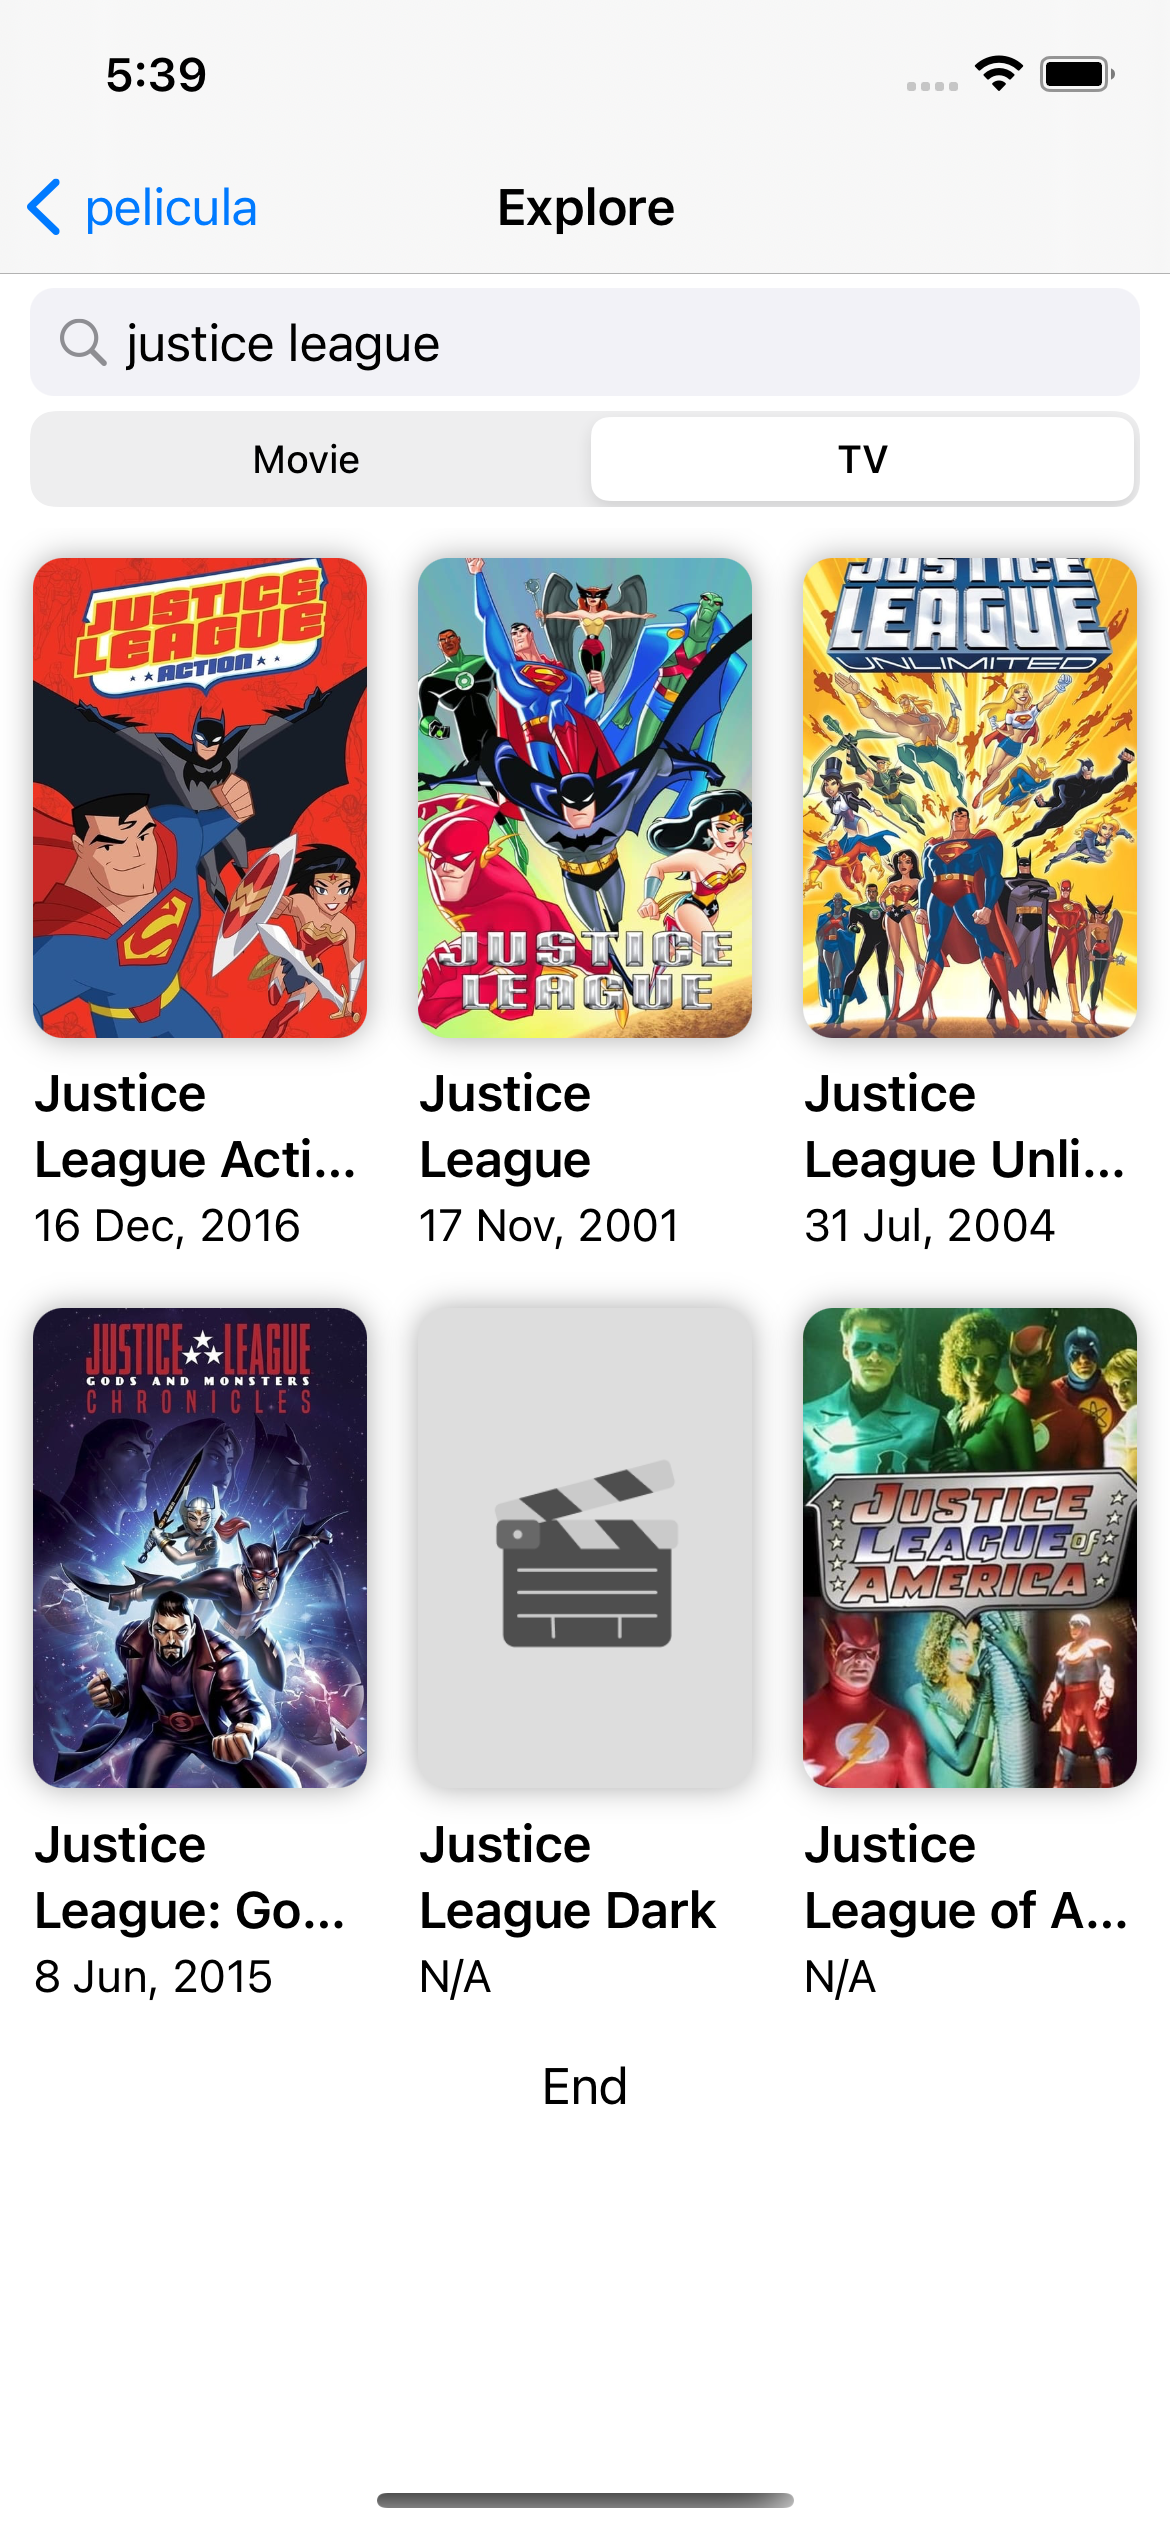 5:39
pelicula
Explore
justice league
Movie
TV
JUSTICE
LEAGUE
ACTION
JUSTICE
LEAGUE
JUSTICE
LEAGUE
UNLIMITED
Justice
League Acti...
16 Dec, 2016
Justice
League
17 Nov, 2001
Justice
League Unli...
31 Jul, 2004
JUSTICE LEAGUE
GODS AND MONSTERS
CHRONICLES
JUSTICE
LEAGUE of
AMERICA
Justice
League: Go...
8 Jun, 2015
Justice
League Dark
N/A
Justice
League of A...
N/A
End